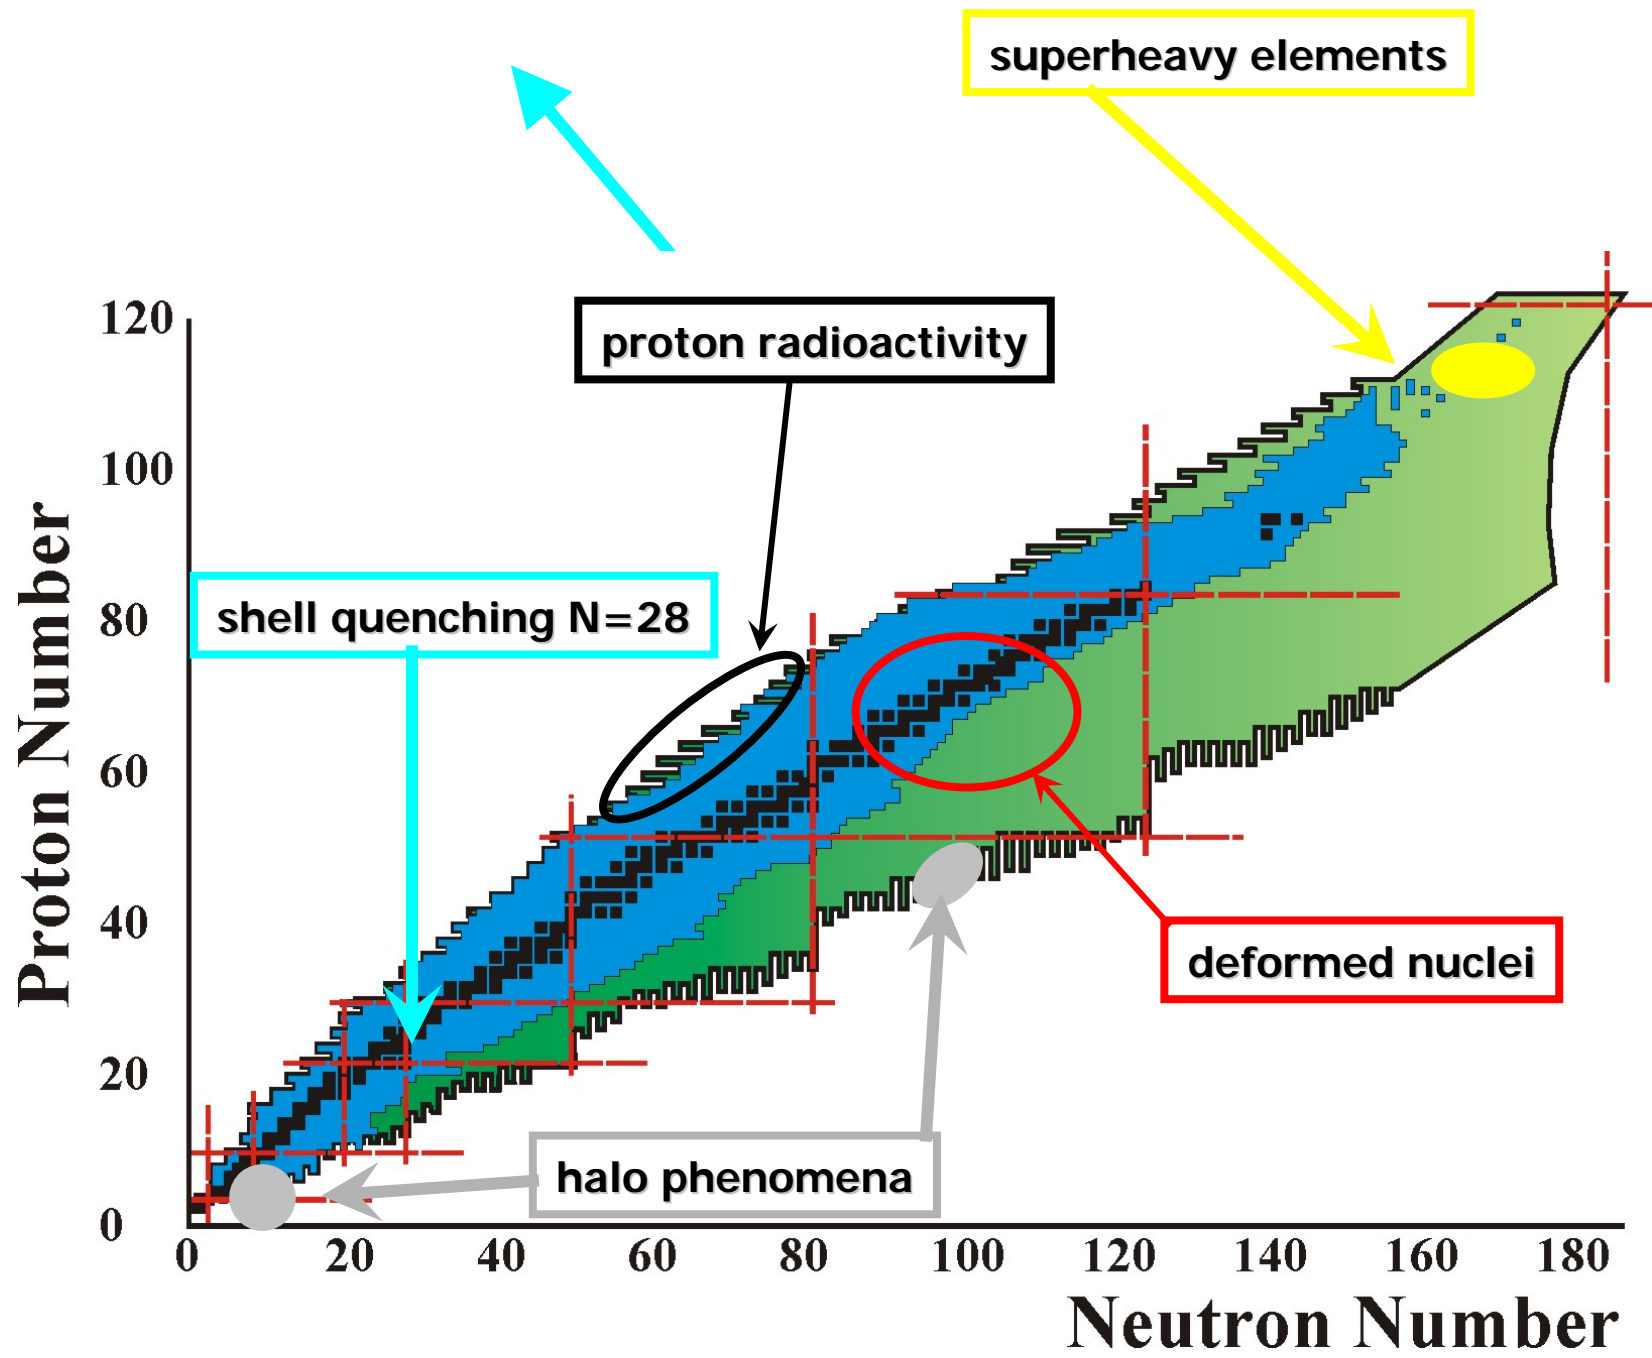 superheavy elements
120
proton radioactivity
100
80
shell quenching N=28
60
40
deformed nuclei
20
halo phenomena
0
Proton Number
0 20 40 60 80 100 120 140 160 180
Neutron Number